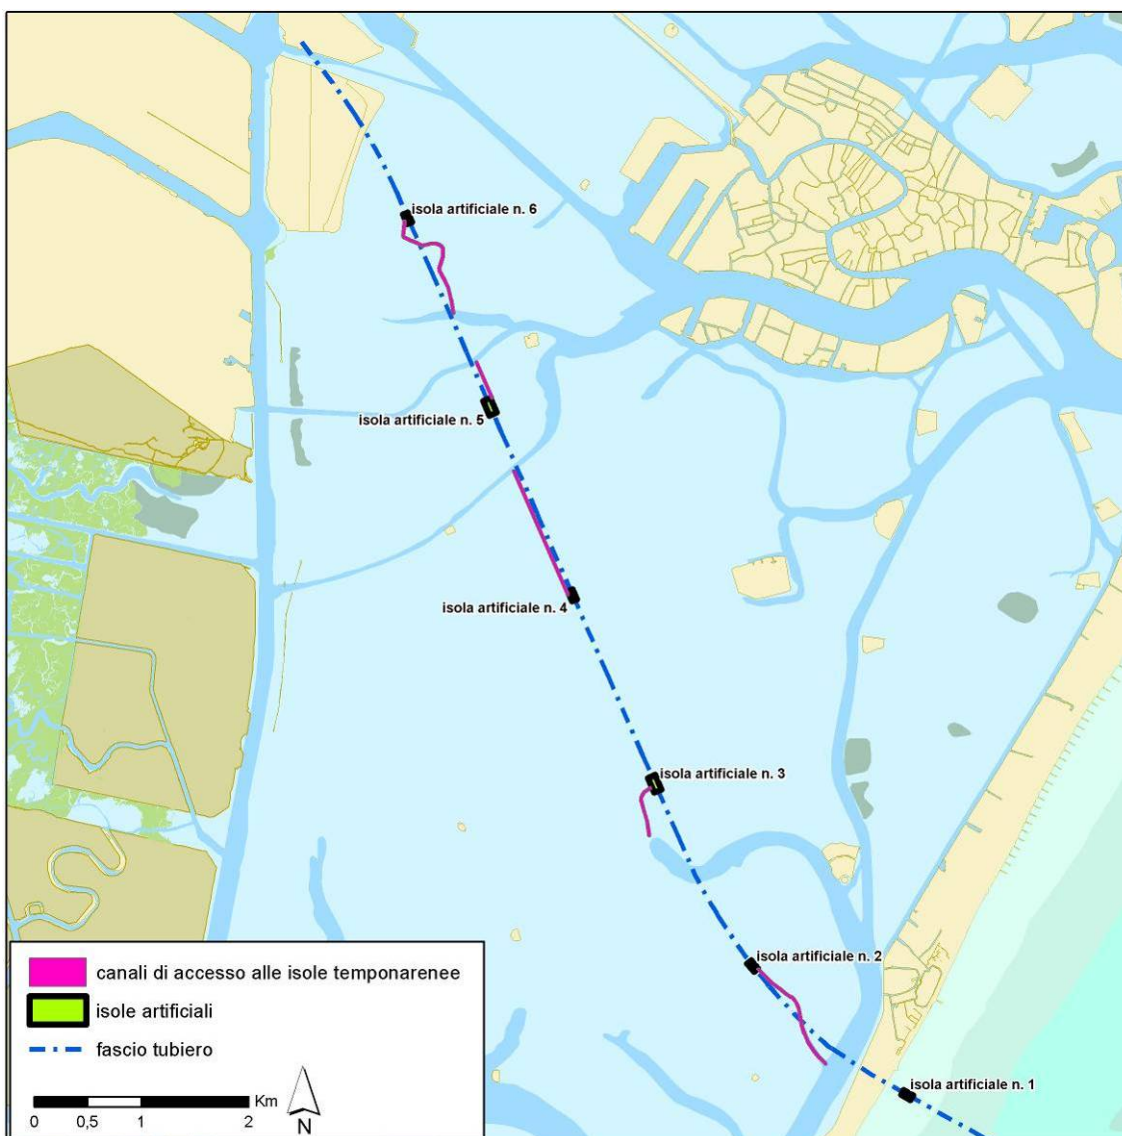 isola artificiale n. 6
isola artificiale n. 5
isola artificiale n. 4
isola artificiale n. 3
isola artificiale n. 2
isola artificiale n. 1
canali di accesso alle isole temponarenee
isole artificiali
fascio tubiero
Km
0 0,5 1 2
N